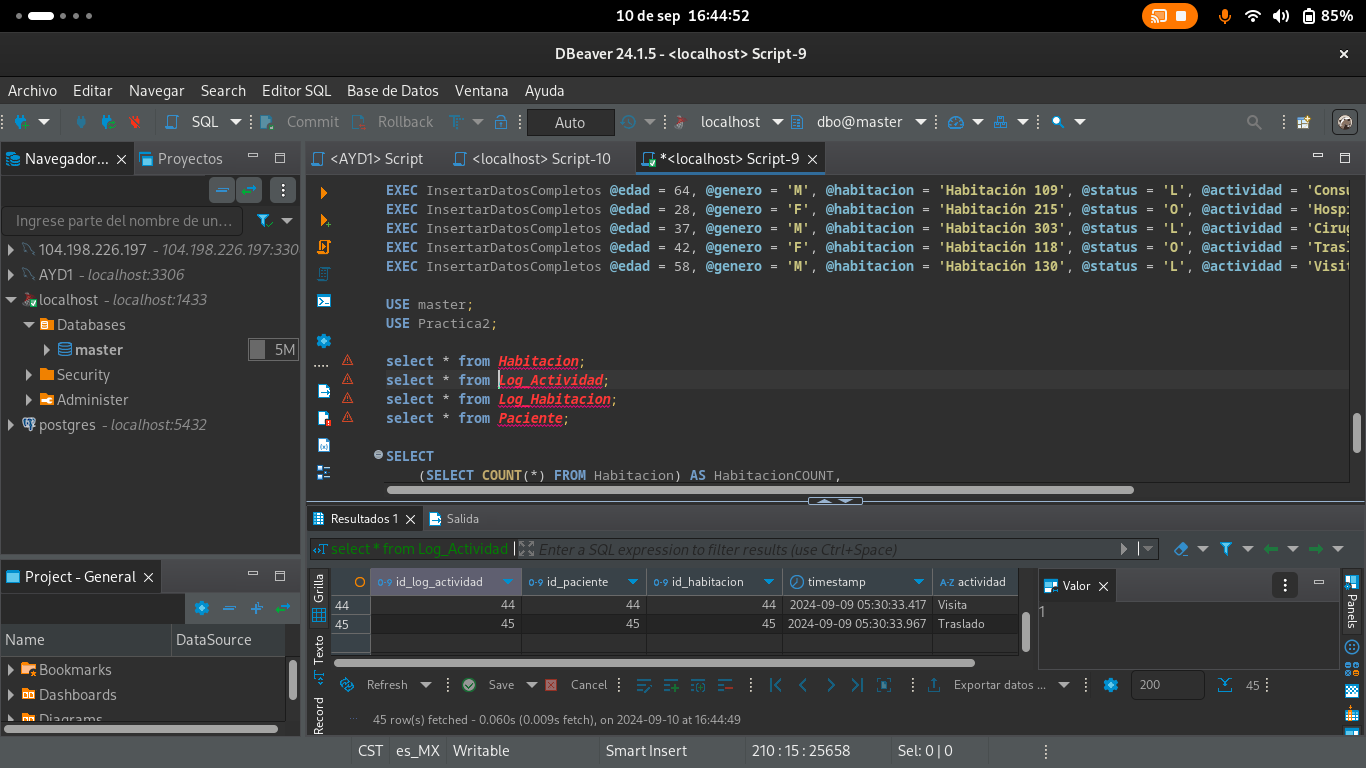 10 de sep 16:44:52
85%
DBeaver 24.1.5 - <localhost> Script-9
Archivo Editar Navegar Search Editor SQL Base de Datos Ventana Ayuda
SQL Commit Rollback Auto localhost dbo@master
Navegador... Proyectos
Ingrese parte del nombre de un...
104.198.226.197 - 104.198.226.197:330
AYD1 - localhost:3306
localhost - localhost:1433
Databases
master 5M
Security
Administer
postgres - localhost:5432
Project - General
Name DataSource
Bookmarks
Dashboards
Diagrams
<AYD1> Script <localhost> Script-10 *<localhost> Script-9
EXEC InsertarDatosCompletos @edad = 64, @genero = 'M', @habitacion = 'Habitación 109', @status = 'L', @actividad = 'Consu
EXEC InsertarDatosCompletos @edad = 28, @genero = 'F', @habitacion = 'Habitación 215', @status = 'O', @actividad = 'Hospi
EXEC InsertarDatosCompletos @edad = 37, @genero = 'M', @habitacion = 'Habitación 303', @status = 'L', @actividad = 'Cirug
EXEC InsertarDatosCompletos @edad = 42, @genero = 'F', @habitacion = 'Habitación 118', @status = 'O', @actividad = 'Trasl
EXEC InsertarDatosCompletos @edad = 58, @genero = 'M', @habitacion = 'Habitación 130', @status = 'L', @actividad = 'Visit
USE master;
USE Practica2;
select * from Habitacion;
select * from Log_Actividad;
select * from Log_Habitacion;
select * from Paciente;
SELECT
(SELECT COUNT(*) FROM Habitacion) AS HabitacionCOUNT,
Resultados 1 Salida
select * from Log_Actividad Enter a SQL expression to filter results (use Ctrl+Space)
Grilla
Texto
Record
id_log_actividad id_paciente id_habitacion timestamp actividad
44 44 44 44 2024-09-09 05:30:33.417 Visita
45 45 45 45 2024-09-09 05:30:33.967 Traslado
Valor
1
Panels
Refresh Save Cancel Exportar datos ... 200 45
45 row(s) fetched - 0.060s (0.009s fetch), on 2024-09-10 at 16:44:49
CST es_MX Writable Smart Insert 210 : 15 : 25658 Sel: 0 | 0